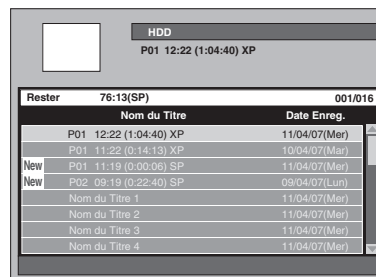 HDD
P01 12:22 (1:04:40) XP
Rester 76:13(SP) 001/016
Nom du Titre Date Enreg.
P01 12:22 (1:04:40) XP 11/04/07(Mer)
P01 11:22 (0:14:13) XP 10/04/07(Mar)
New P01 11:19 (0:00:06) SP 11/04/07(Mer)
New P02 09:19 (0:22:40) SP 09/04/07(Lun)
Nom du Titre 1 11/04/07(Mer)
Nom du Titre 2 11/04/07(Mer)
Nom du Titre 3 11/04/07(Mer)
Nom du Titre 4 11/04/07(Mer)